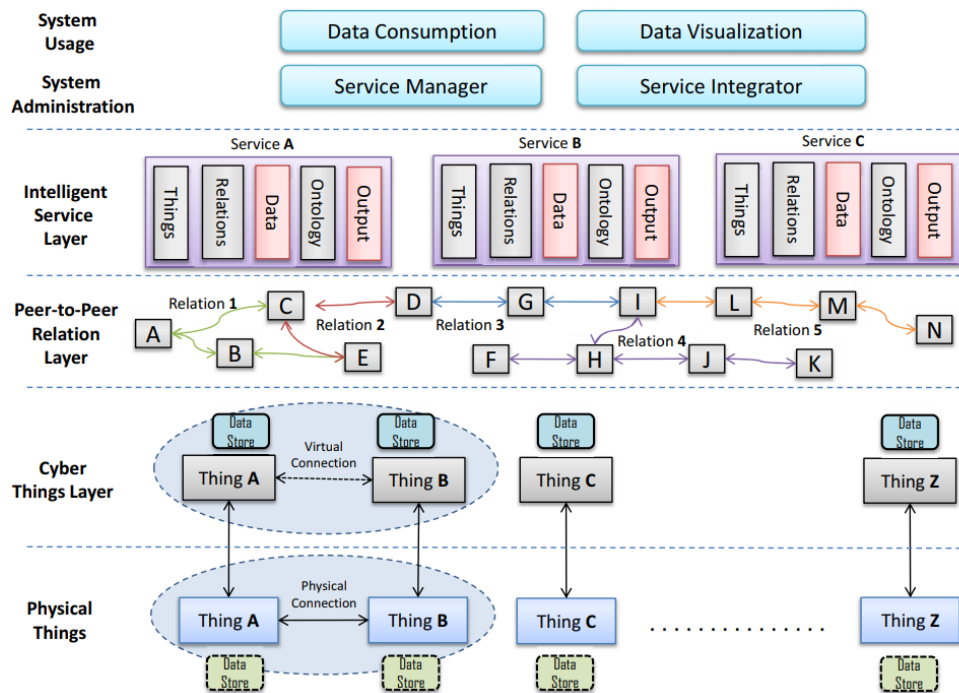 System
Usage
Data Consumption
Data Visualization
System
Administration
Service Manager
Service Integrator
Intelligent
Service
Layer
Service A
Things
Relations
Data
Ontology
Output
Service B
Things
Relations
Data
Ontology
Output
Service C
Things
Relations
Data
Ontology
Output
Peer-to-Peer
Relation
Layer
A
Relation 1
B
C
Relation 2
E
D
Relation 3
G
I
F
H
Relation 4
J
K
L
Relation 5
M
N
Cyber
Things Layer
Data
Store
Thing A
Virtual
Connection
Data
Store
Thing B
Data
Store
Thing C
Data
Store
Thing Z
Physical
Things
Thing A
Data
Store
Physical
Connection
Thing B
Data
Store
Thing C
Data
Store
. . . . . . . . . . . . . . . .
Thing Z
Data
Store